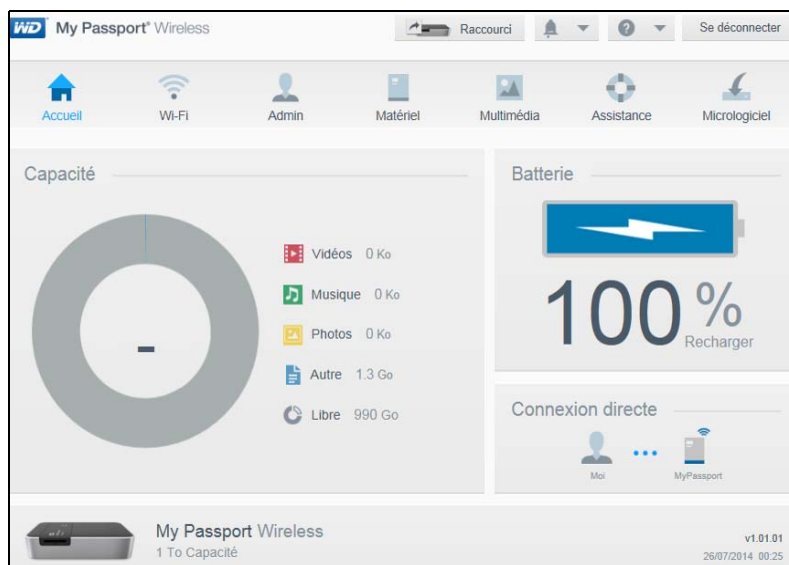 WD My Passport® Wireless
Raccourci
Se déconnecter
Accueil
Wi-Fi
Admin
Matériel
Multimédia
Assistance
Micrologiciel
Capacité
-
Vidéos 0 Ko
Musique 0 Ko
Photos 0 Ko
Autre 1.3 Go
Libre 990 Go
Batterie
100 %
Recharger
Connexion directe
Moi
MyPassport
My Passport Wireless
1 To Capacité
v1.01.01
26/07/2014 00:25